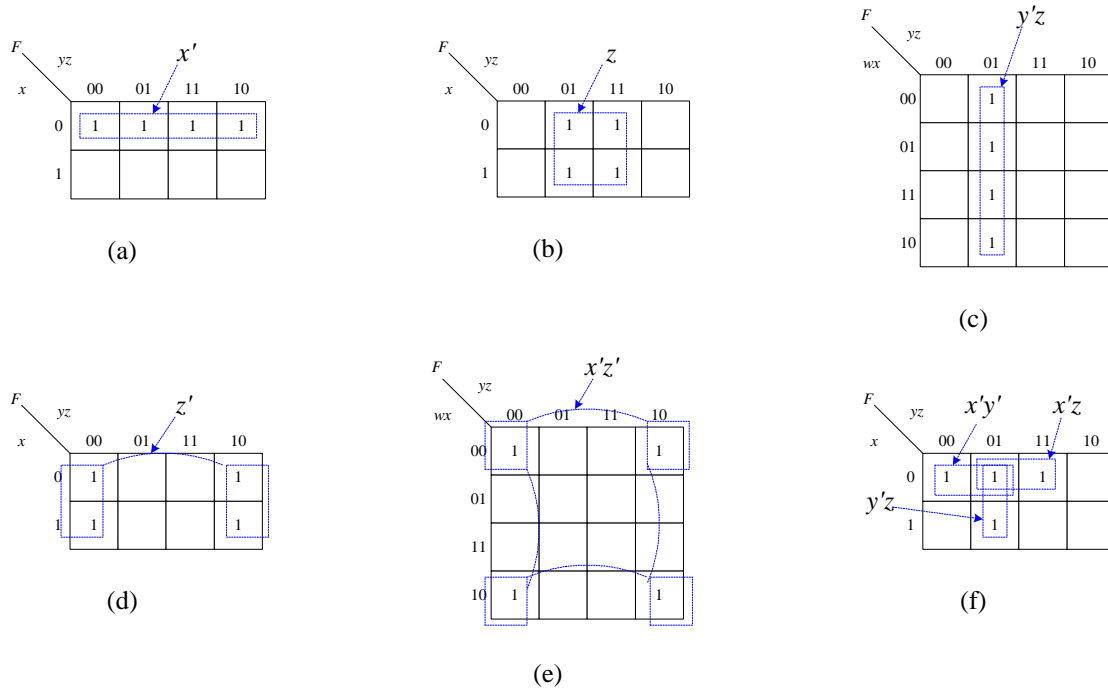 x'
F
yz
x
00 01 11 10
0 1 1 1 1
1
(a)
z
F
yz
x
00 01 11 10
0 1 1
1 1 1
(b)
y'z
F
yz
wx
00 01 11 10
00 1
01 1
11 1
10 1
(c)
z'
F
yz
x
00 01 11 10
0 1 1
1 1 1
(d)
x'z'
F
yz
wx
00 01 11 10
00 1 1
01
11
10 1 1
(e)
F
yz
x'y' x'z
x
00 01 11 10
0 1 1 1
y'z
1 1
(f)